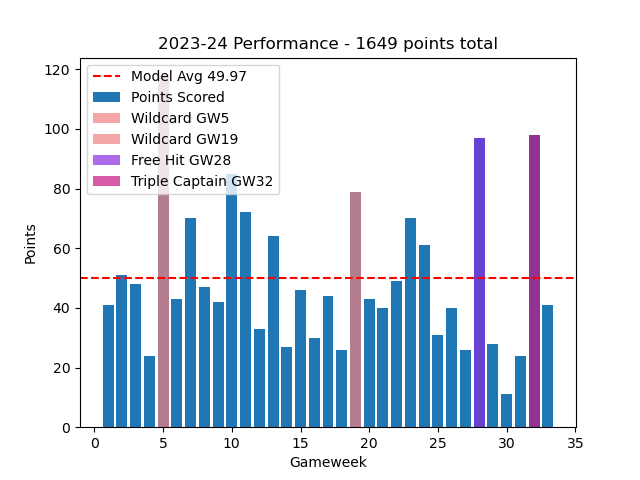 2023-24 Performance - 1649 points total
Model Avg 49.97
Points Scored
Wildcard GW5
Wildcard GW19
Free Hit GW28
Triple Captain GW32
Points
120
100
80
60
40
20
0
0 5 10 15 20 25 30 35
Gameweek